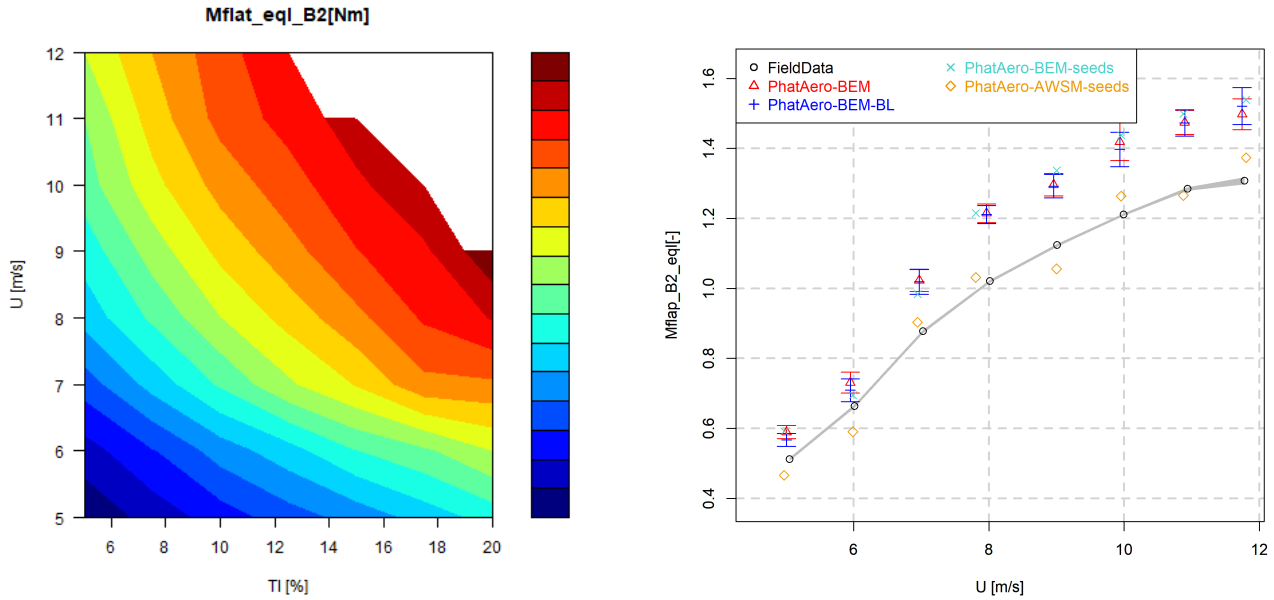 Mflat_eql_B2[Nm]
12
11
10
9
8
7
6
5
U [m/s]
6 8 10 12 14 16 18 20
TI [%]
FieldData
PhatAero-BEM
PhatAero-BEM-BL
PhatAero-BEM-seeds
PhatAero-AWSM-seeds
1.6
1.4
1.2
1.0
0.8
0.6
0.4
Mflap_B2_eql[-]
6 8 10 12
U [m/s]